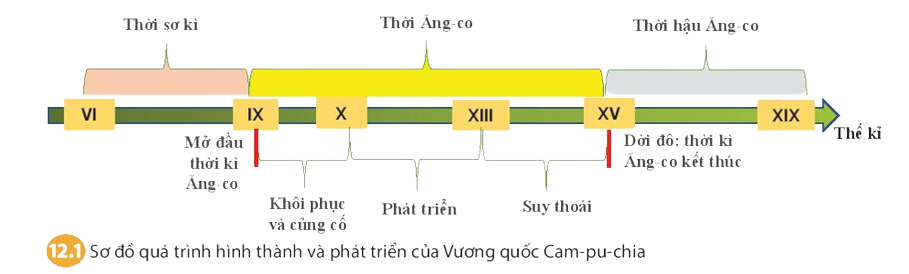 Thời sơ kì
Thời Ăng-co
Thời hậu Ăng-co
VI
IX
X
XIII
XV
XIX
Thế kỉ
Mở đầu
thời kì
Ăng-co
Dời đô: thời kì
Ăng-co kết thúc
Khôi phục
và củng cố
Phát triển
Suy thoái
12.1 Sơ đồ quá trình hình thành và phát triển của Vương quốc Cam-pu-chia